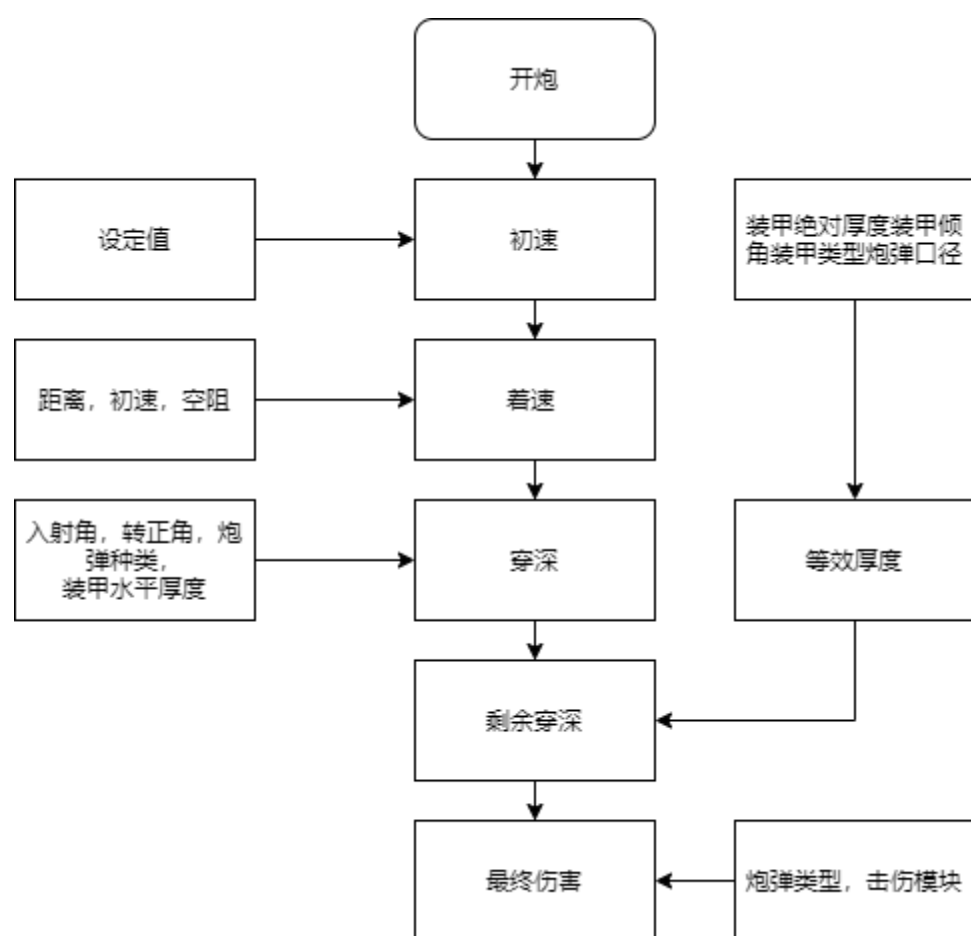 开炮
设定值
初速
装甲绝对厚度装甲倾
角装甲类型炮弹口径
距离，初速，空阻
着速
入射角，转正角，炮
弹种类，
装甲水平厚度
穿深
等效厚度
剩余穿深
最终伤害
炮弹类型，击伤模块